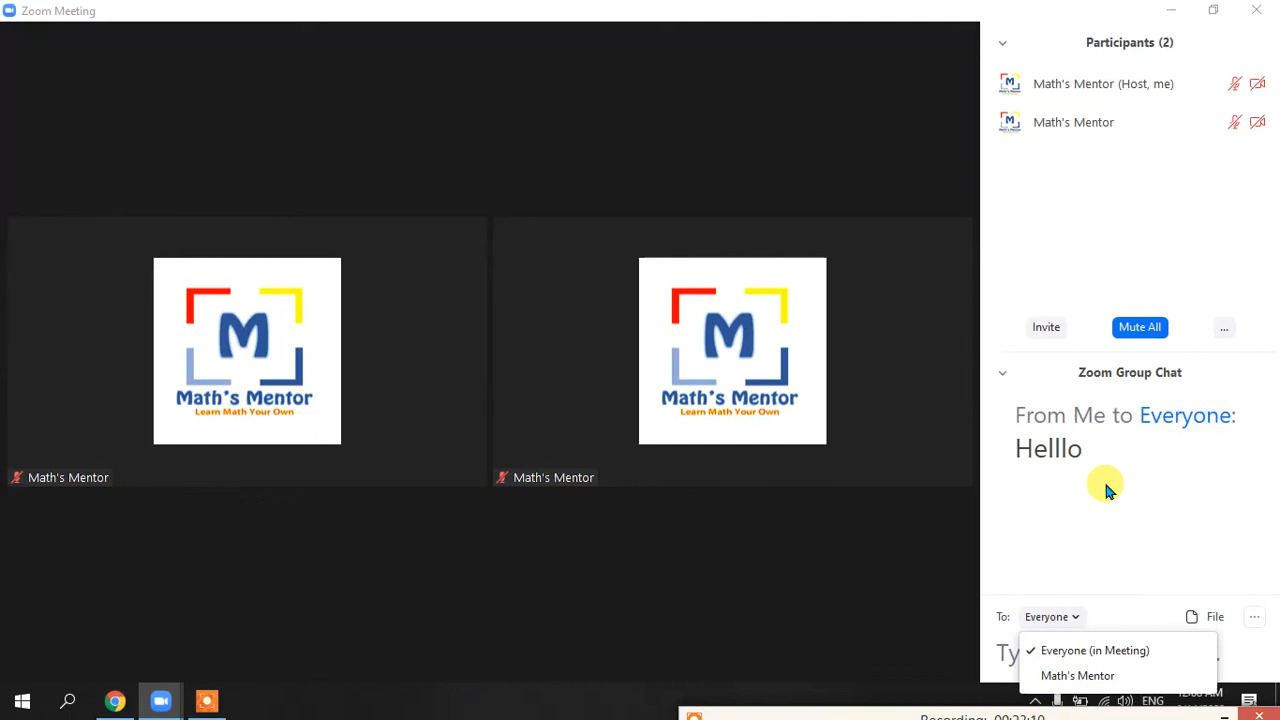 Zoom Meeting
Participants (2)
M
Math's Mentor (Host, me)
M
Math's Mentor
Invite
Mute All
...
Zoom Group Chat
From Me to Everyone:
Helllo
M
Math's Mentor
Learn Math Your Own
M
Math's Mentor
Learn Math Your Own
Math's Mentor
Math's Mentor
To:
Everyone
File
...
Ty
Everyone (in Meeting)
Math's Mentor
ENG